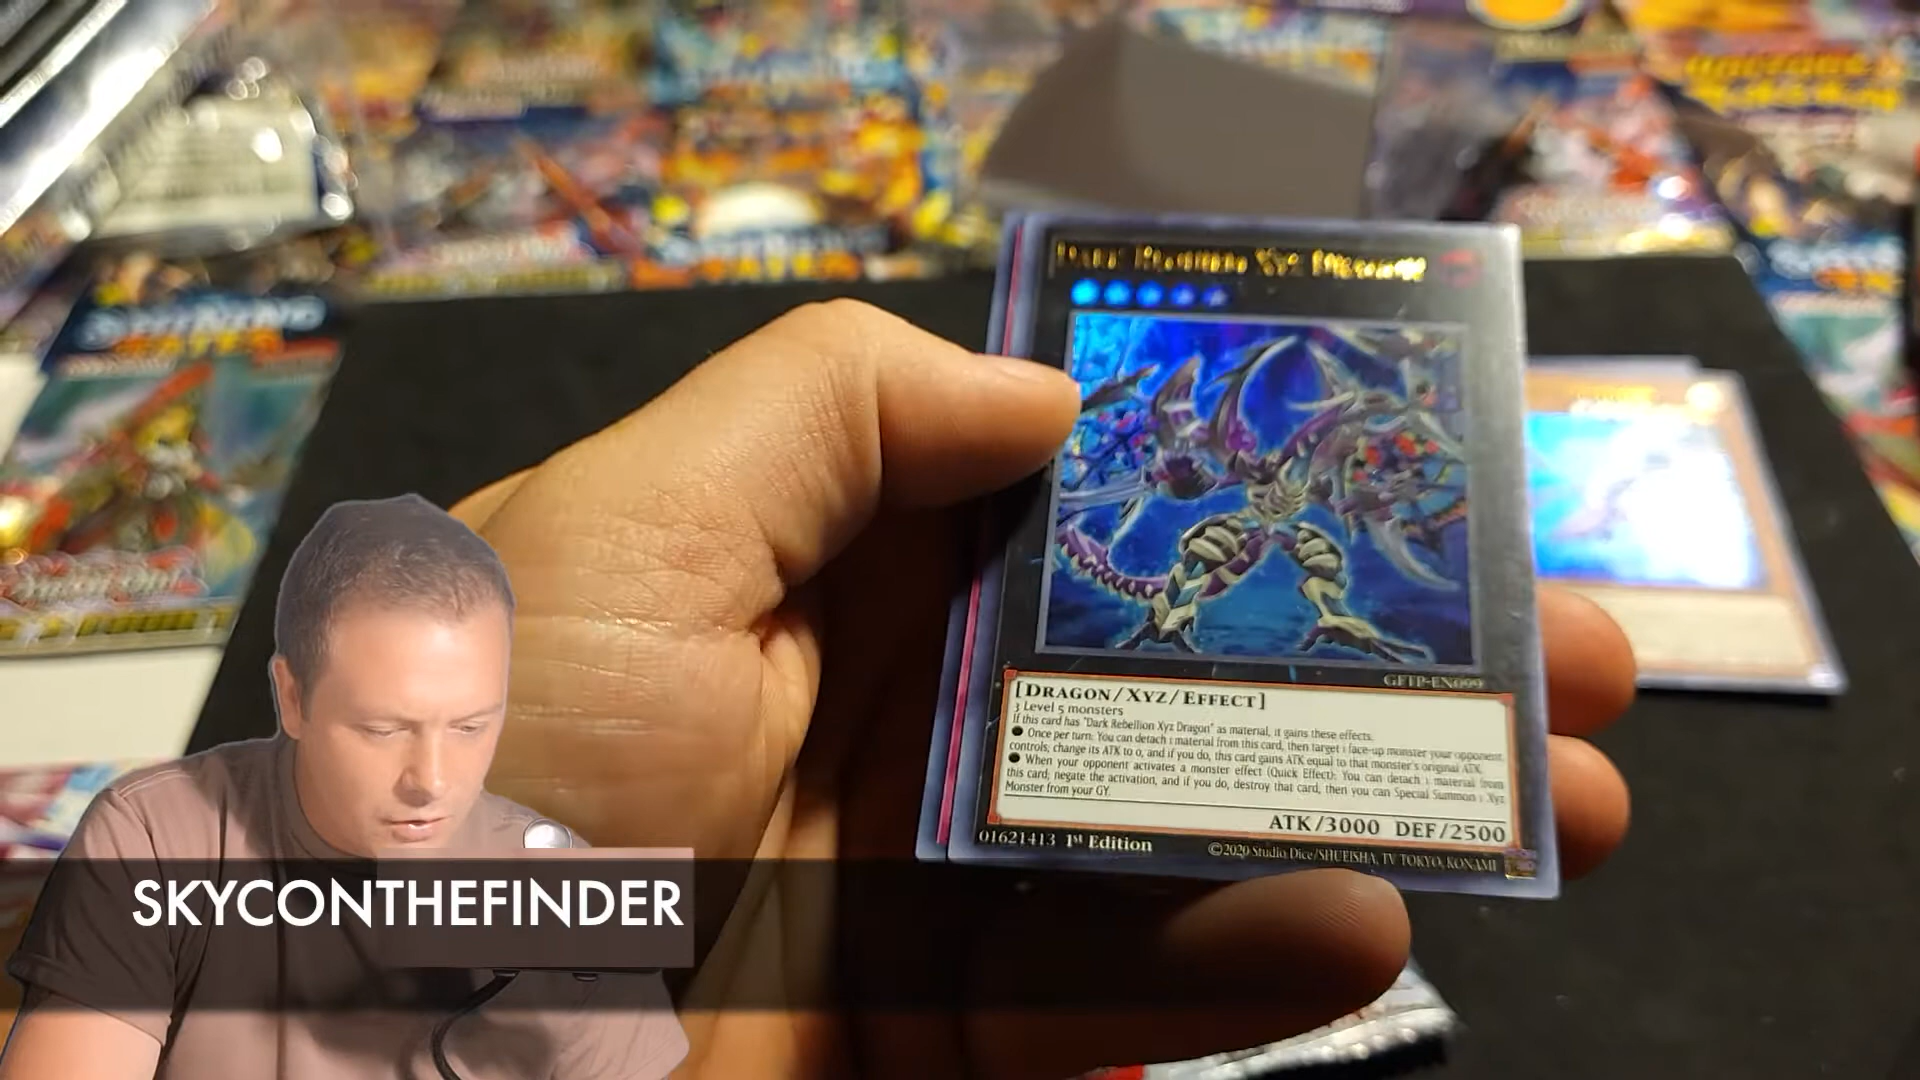 SHINING
FATES
DARK REQUIEM XYZ DRAGON
GFTP-EN099
[DRAGON/XYZ/EFFECT]
3 Level 5 monsters
If this card has "Dark Rebellion Xyz Dragon" as material, it gains these effects.
● Once per turn: You can detach 1 material from this card, then target 1 face-up monster your opponent
controls; change its ATK to 0, and if you do, this card gains ATK equal to that monster's original ATK.
● When your opponent activates a monster effect (Quick Effect): You can detach 1 material from
this card; negate the activation, and if you do, destroy that card, then you can Special Summon 1 Xyz
Monster from your GY.
ATK/3000 DEF/2500
01621413 1st Edition
©2020 Studio Dice/SHUEISHA, TV TOKYO, KONAMI
SKYCONTHEFINDER